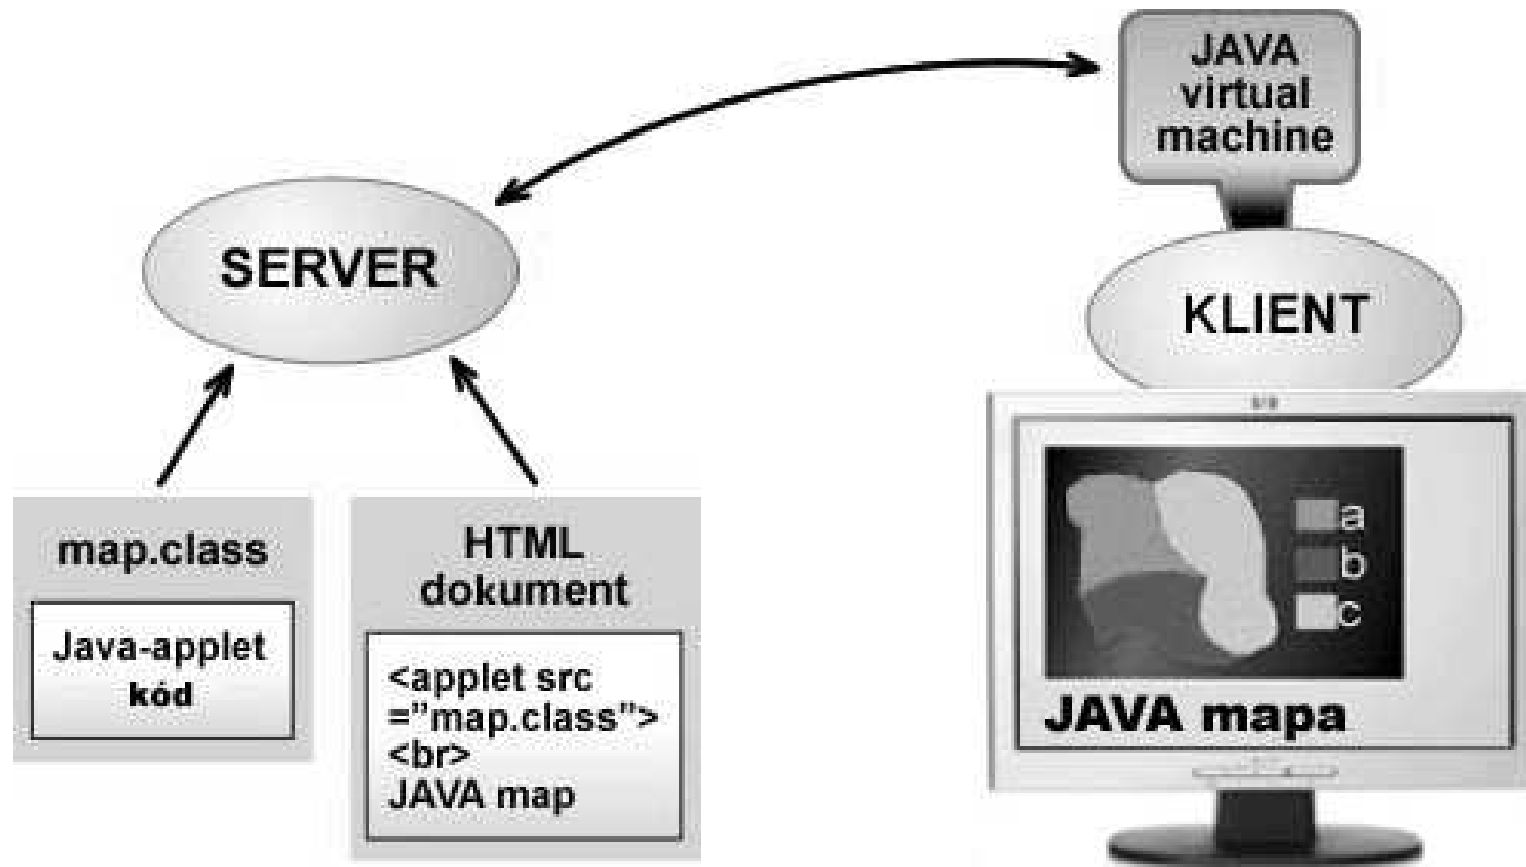 JAVA
virtual
machine
SERVER
KLIENT
map.class
Java-applet
kód
HTML
dokument
<applet src
="map.class">
<br>
JAVA map
a
b
c
JAVA mapa